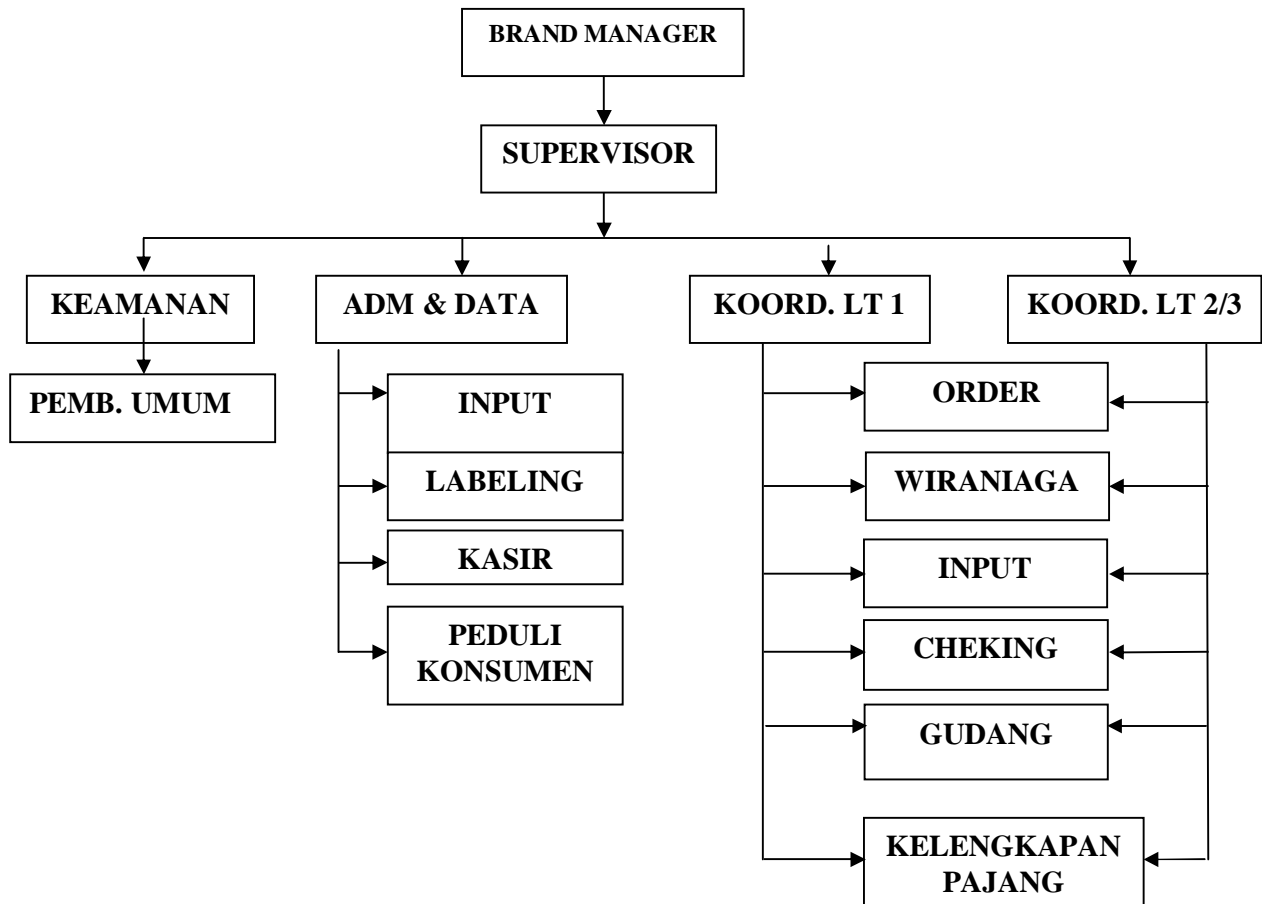 BRAND MANAGER
SUPERVISOR
KEAMANAN
ADM & DATA
KOORD. LT 1
KOORD. LT 2/3
PEMB. UMUM
INPUT
LABELING
KASIR
PEDULI
KONSUMEN
ORDER
WIRANIAGA
INPUT
CHEKING
GUDANG
KELENGKAPAN
PAJANG